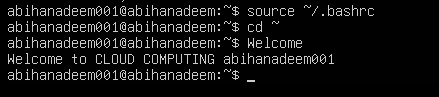 abihanadeem001@abihanadeem:~$ source ~/.bashrc
abihanadeem001@abihanadeem:~$ cd ~
abihanadeem001@abihanadeem:~$ Welcome
Welcome to CLOUD COMPUTING abihanadeem001
abihanadeem001@abihanadeem:~$ _